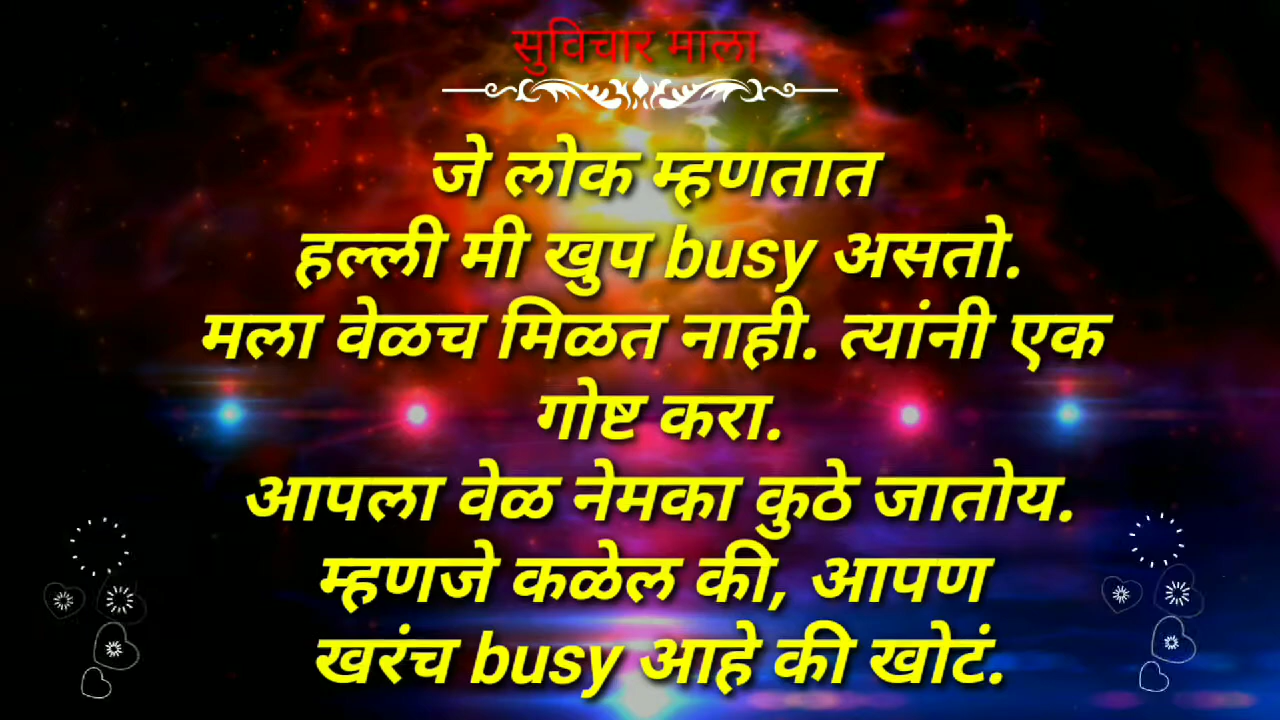 सुविचार माला
जे लोक म्हणतात
हल्ली मी खुप busy असतो.
मला वेळच मिळत नाही. त्यांनी एक
गोष्ट करा.
आपला वेळ नेमका कुठे जातोय.
म्हणजे कळेल की, आपण
खरंच busy आहे की खोटं.